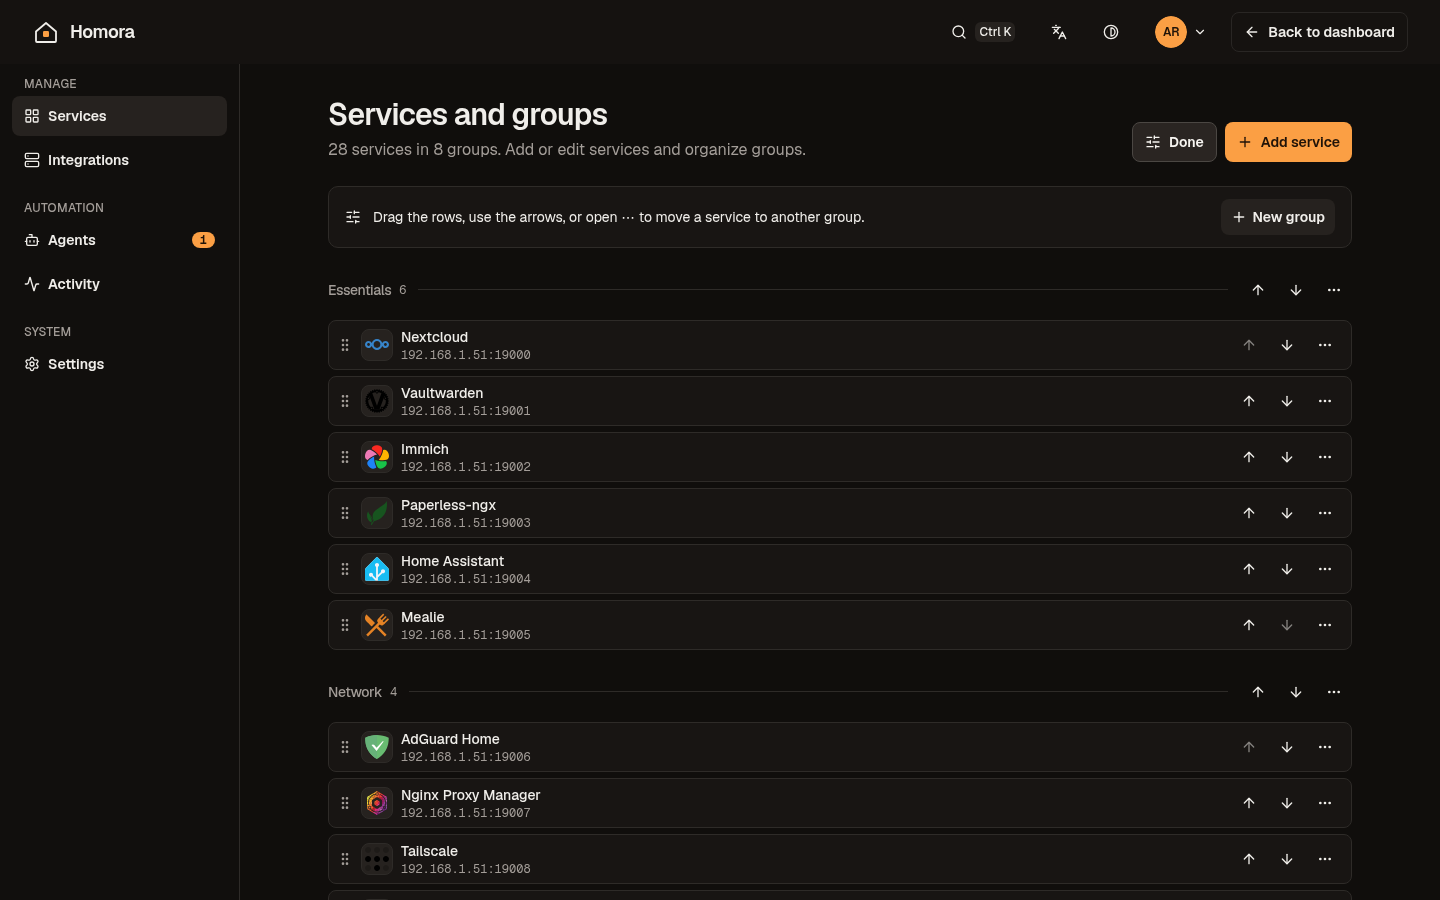 Homora
Ctrl K
AR
Back to dashboard
MANAGE
Services
Integrations
AUTOMATION
Agents
1
Activity
SYSTEM
Settings
Services and groups
28 services in 8 groups. Add or edit services and organize groups.
Done
Add service
Drag the rows, use the arrows, or open ··· to move a service to another group.
New group
Essentials 6
Nextcloud
192.168.1.51:19000
Vaultwarden
192.168.1.51:19001
Immich
192.168.1.51:19002
Paperless-ngx
192.168.1.51:19003
Home Assistant
192.168.1.51:19004
Mealie
192.168.1.51:19005
Network 4
AdGuard Home
192.168.1.51:19006
Nginx Proxy Manager
192.168.1.51:19007
Tailscale
192.168.1.51:19008